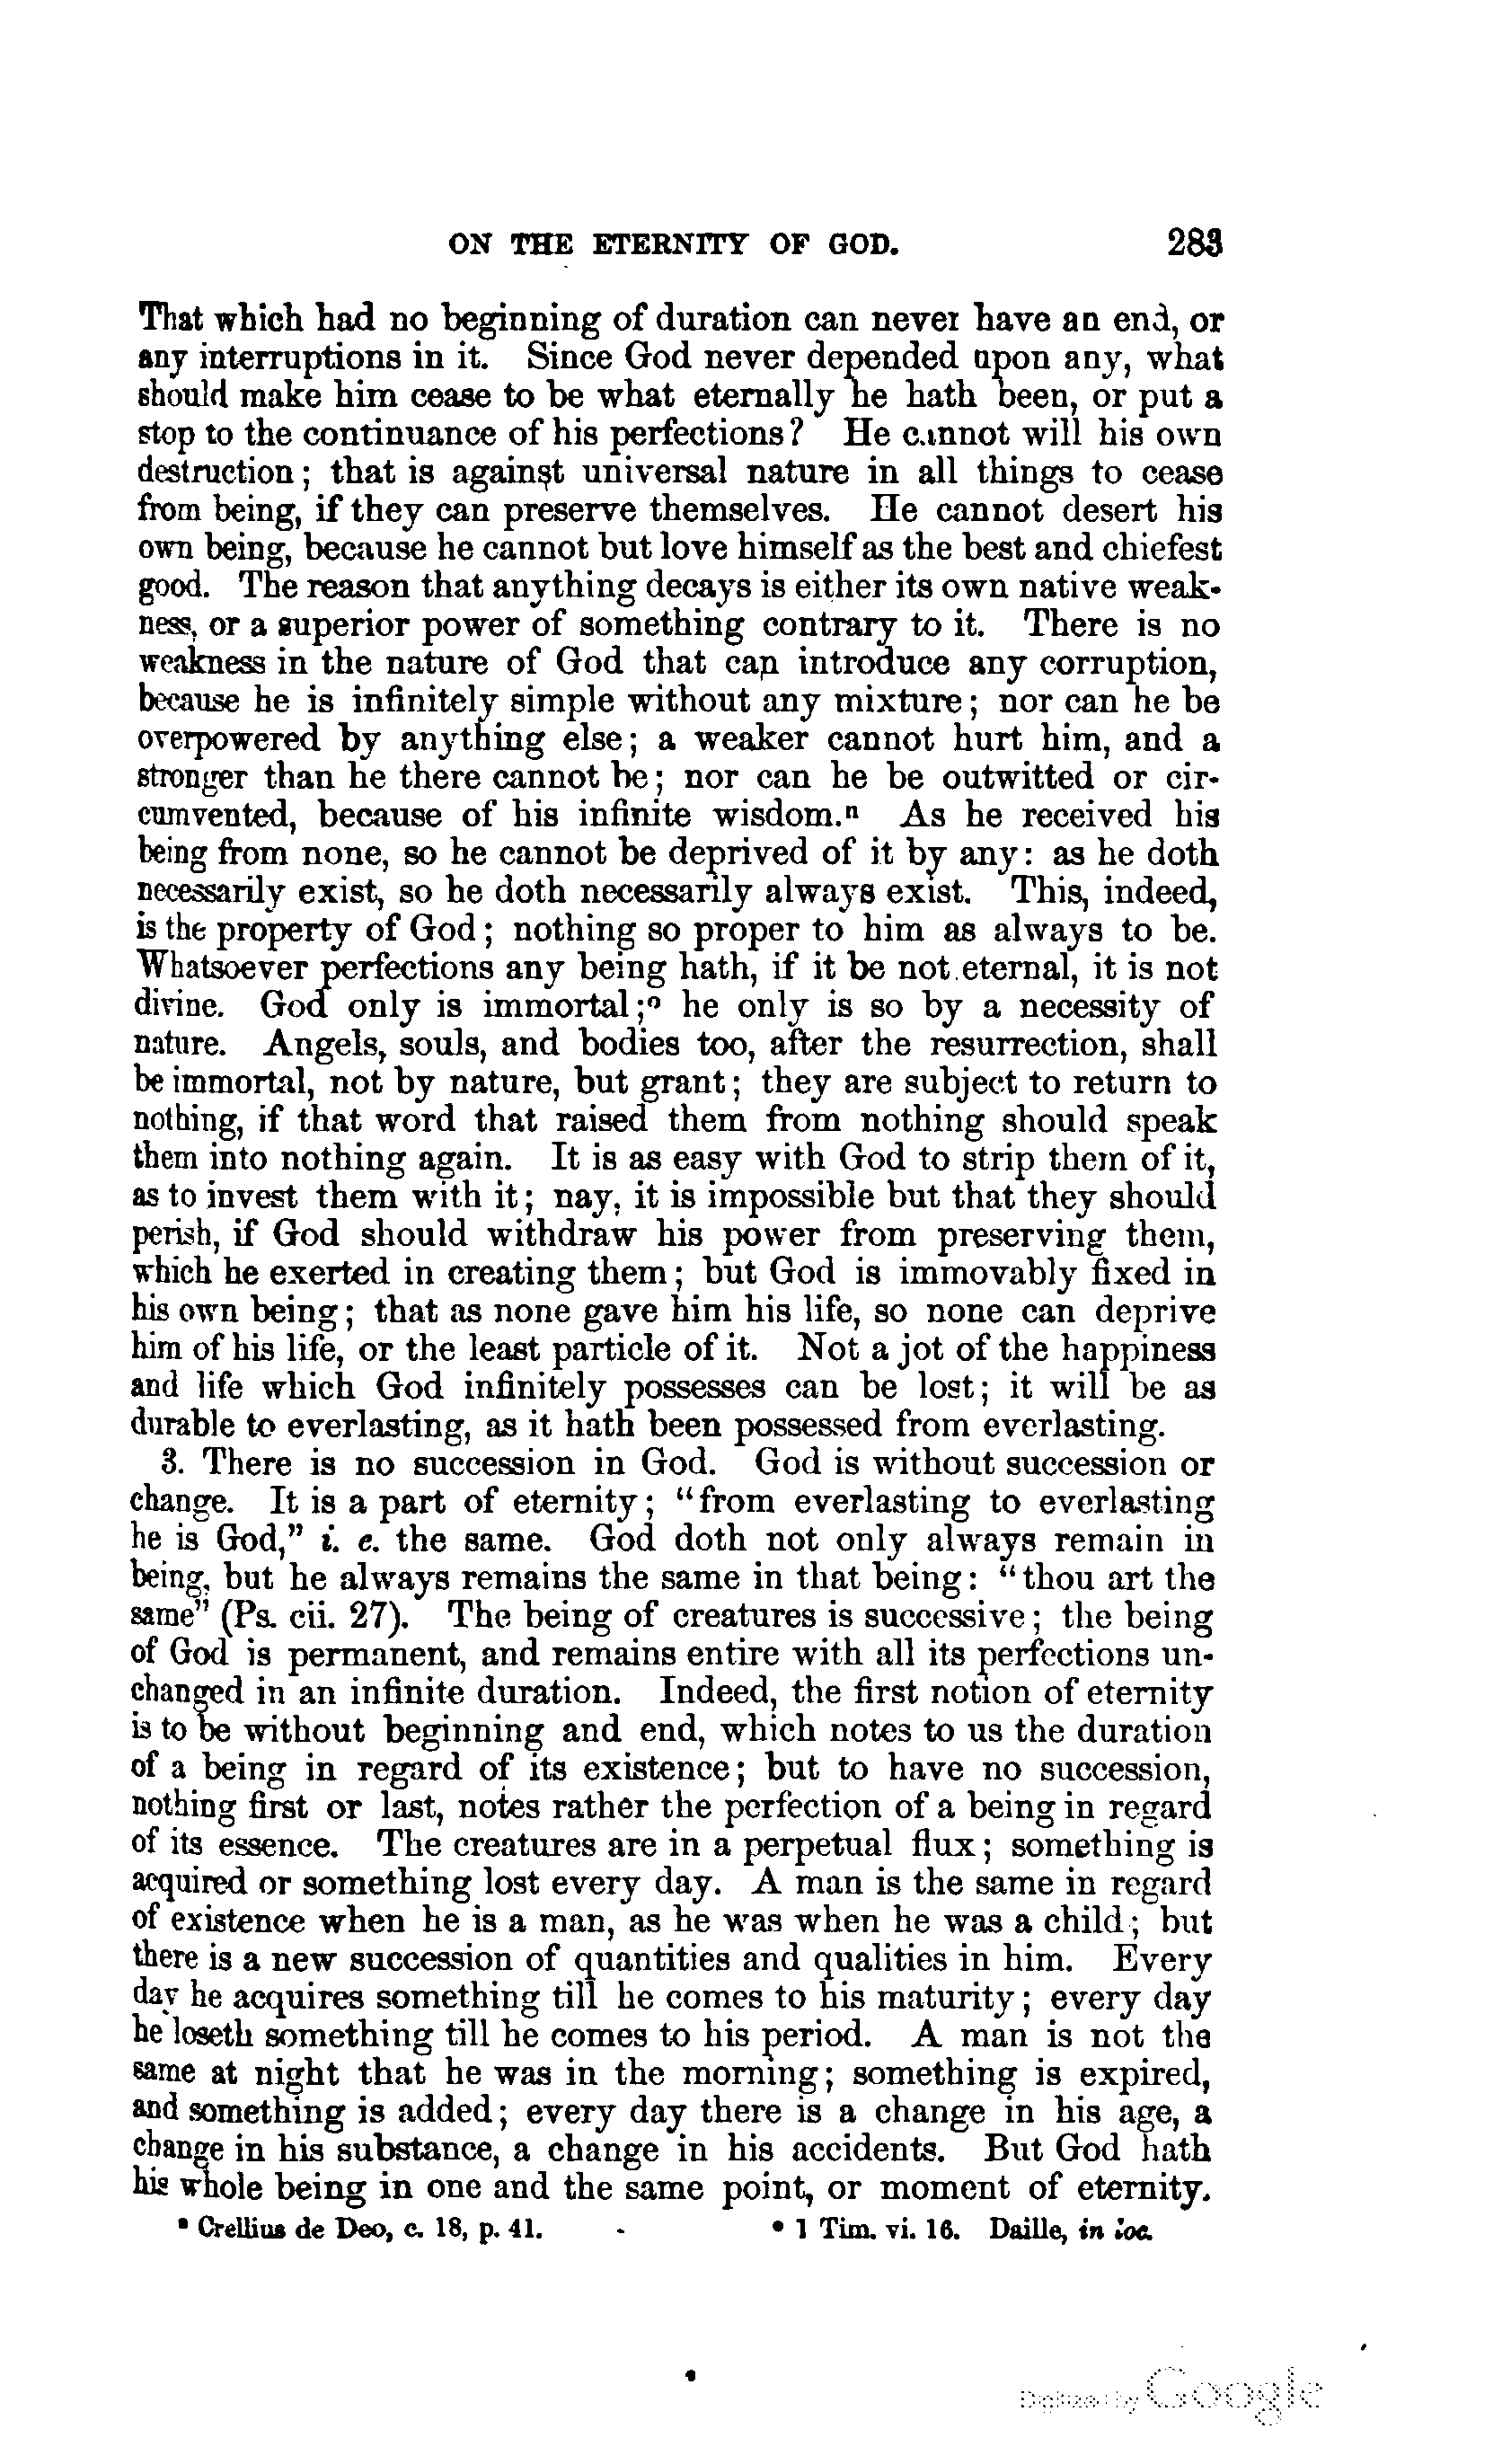 ON THE ETERNITY OF GOD. 283
That which had no beginning of duration can never have an end, or
any interruptions in it. Since God never depended upon any, what
should make him cease to be what eternally he hath been, or put a
stop to the continuance of his perfections? He cannot will his own
destruction; that is against universal nature in all things to cease
from being, if they can preserve themselves. He cannot desert his
own being, because he cannot but love himself as the best and chiefest
good. The reason that anything decays is either its own native weak-
ness, or a superior power of something contrary to it. There is no
weakness in the nature of God that can introduce any corruption,
because he is infinitely simple without any mixture; nor can he be
overpowered by anything else; a weaker cannot hurt him, and a
stronger than he there cannot be; nor can he be outwitted or cir-
cumvented, because of his infinite wisdom.ⁿ As he received his
being from none, so he cannot be deprived of it by any: as he doth
necessarily exist, so he doth necessarily always exist. This, indeed,
is the property of God; nothing so proper to him as always to be.
Whatsoever perfections any being hath, if it be not eternal, it is not
divine. God only is immortal;ᵒ he only is so by a necessity of
nature. Angels, souls, and bodies too, after the resurrection, shall
be immortal, not by nature, but grant; they are subject to return to
nothing, if that word that raised them from nothing should speak
them into nothing again. It is as easy with God to strip them of it,
as to invest them with it; nay, it is impossible but that they should
perish, if God should withdraw his power from preserving them,
which he exerted in creating them; but God is immovably fixed in
his own being; that as none gave him his life, so none can deprive
him of his life, or the least particle of it. Not a jot of the happiness
and life which God infinitely possesses can be lost; it will be as
durable to everlasting, as it hath been possessed from everlasting.
3. There is no succession in God. God is without succession or
change. It is a part of eternity; "from everlasting to everlasting
he is God," i. e. the same. God doth not only always remain in
being, but he always remains the same in that being: "thou art the
same" (Ps. cii. 27). The being of creatures is successive; the being
of God is permanent, and remains entire with all its perfections un-
changed in an infinite duration. Indeed, the first notion of eternity
is to be without beginning and end, which notes to us the duration
of a being in regard of its existence; but to have no succession,
nothing first or last, notes rather the perfection of a being in regard
of its essence. The creatures are in a perpetual flux; something is
acquired or something lost every day. A man is the same in regard
of existence when he is a man, as he was when he was a child; but
there is a new succession of quantities and qualities in him. Every
day he acquires something till he comes to his maturity; every day
he loseth something till he comes to his period. A man is not the
same at night that he was in the morning; something is expired,
and something is added; every day there is a change in his age, a
change in his substance, a change in his accidents. But God hath
his whole being in one and the same point, or moment of eternity.
ⁿ Crellius de Deo, c. 18, p. 41. ᵒ 1 Tim. vi. 16. Daille, in loc.
Digitized by Google